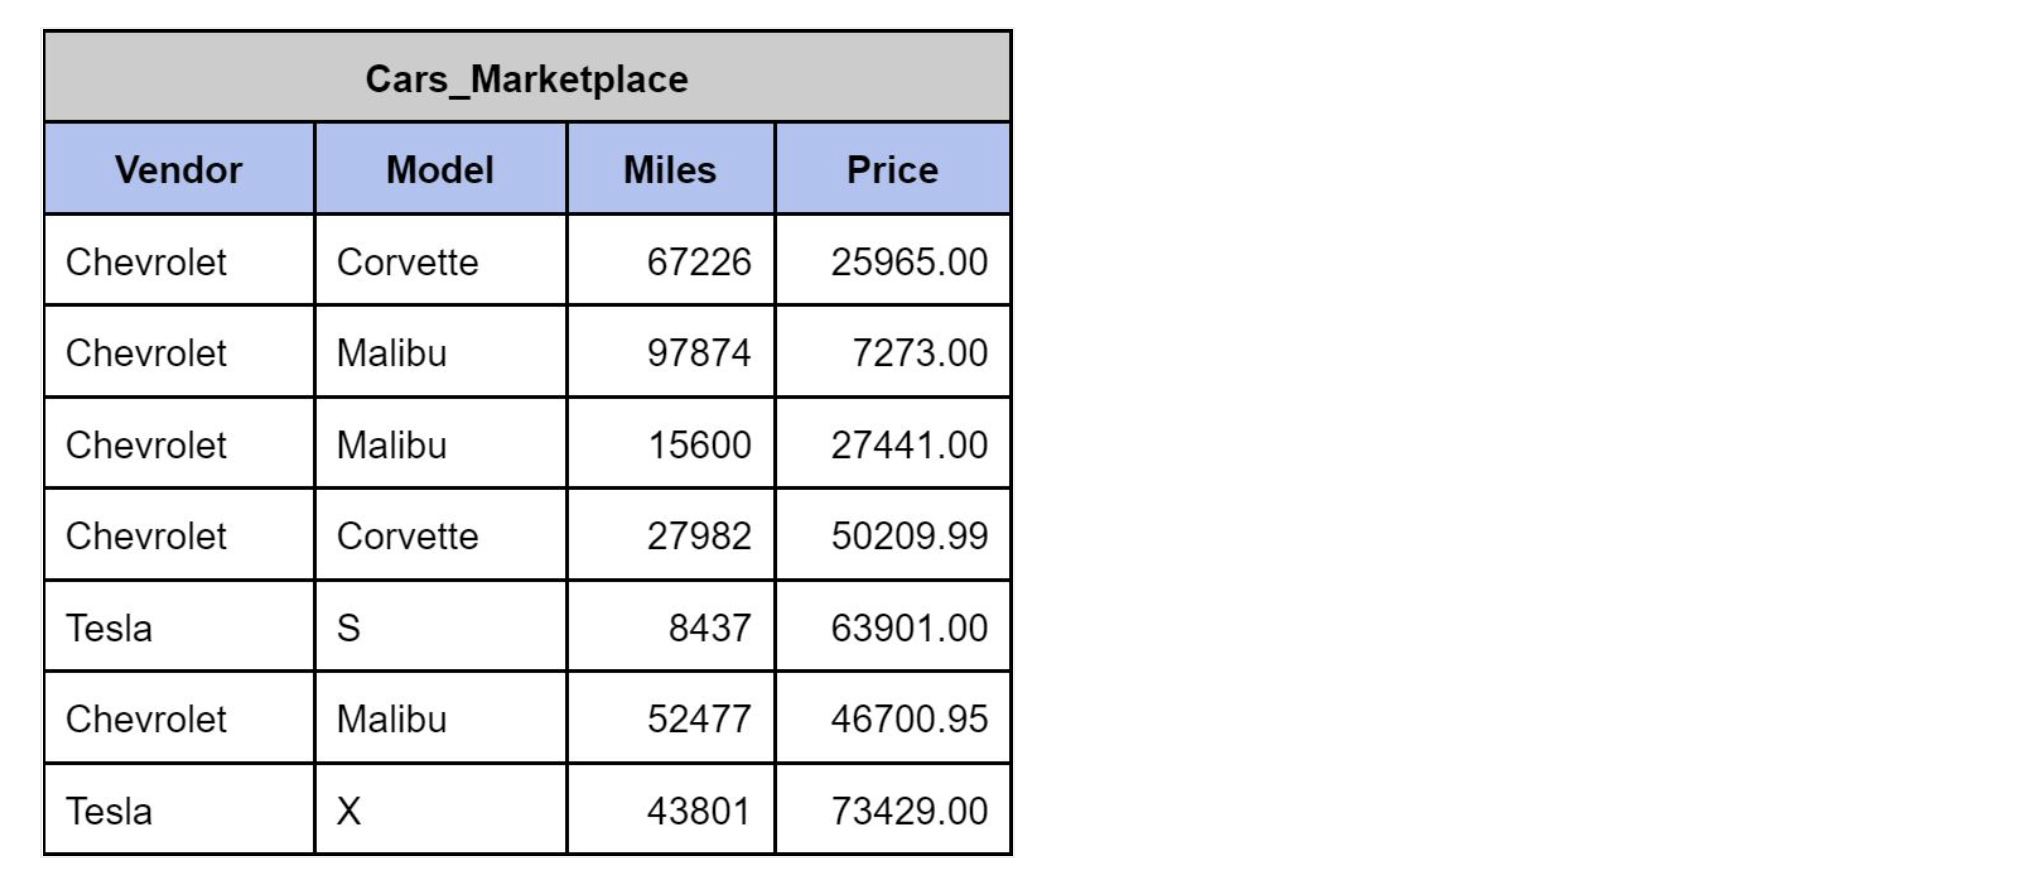 Cars_Marketplace
Vendor Model Miles Price
Chevrolet Corvette 67226 25965.00
Chevrolet Malibu 97874 7273.00
Chevrolet Malibu 15600 27441.00
Chevrolet Corvette 27982 50209.99
Tesla S 8437 63901.00
Chevrolet Malibu 52477 46700.95
Tesla X 43801 73429.00